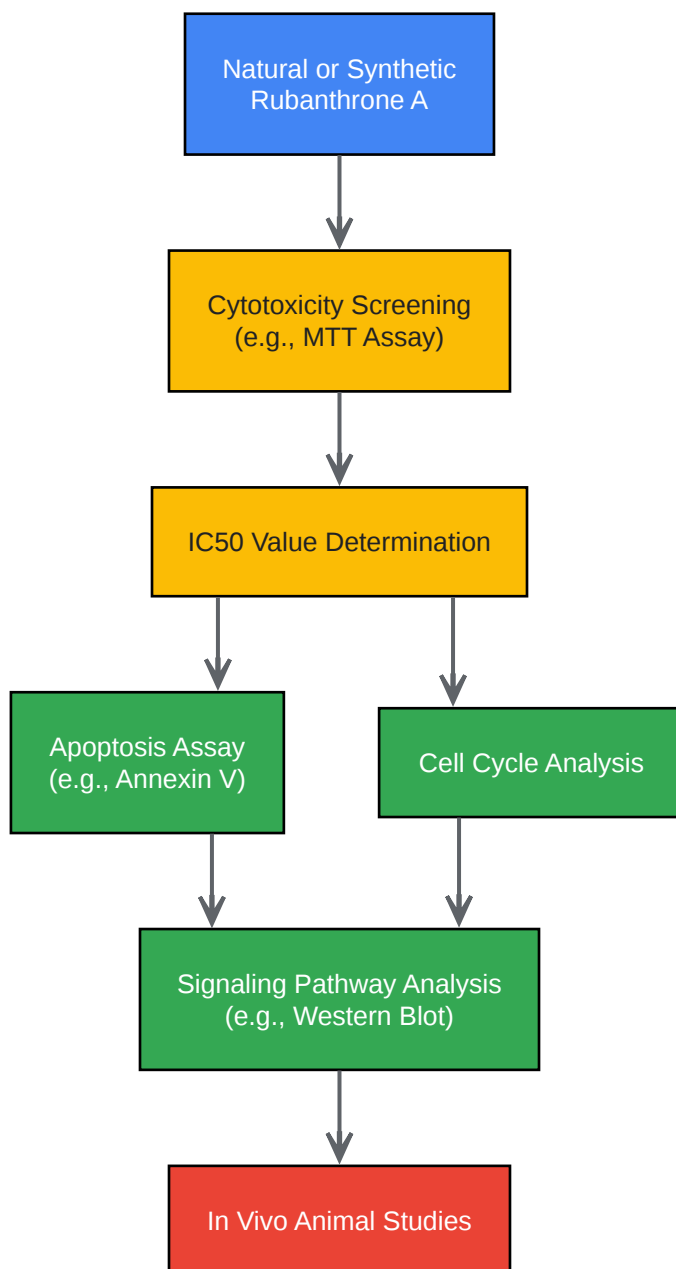 Natural or Synthetic
Rubanthrone A
Cytotoxicity Screening
(e.g., MTT Assay)
IC50 Value Determination
Apoptosis Assay
(e.g., Annexin V)
Cell Cycle Analysis
Signaling Pathway Analysis
(e.g., Western Blot)
In Vivo Animal Studies